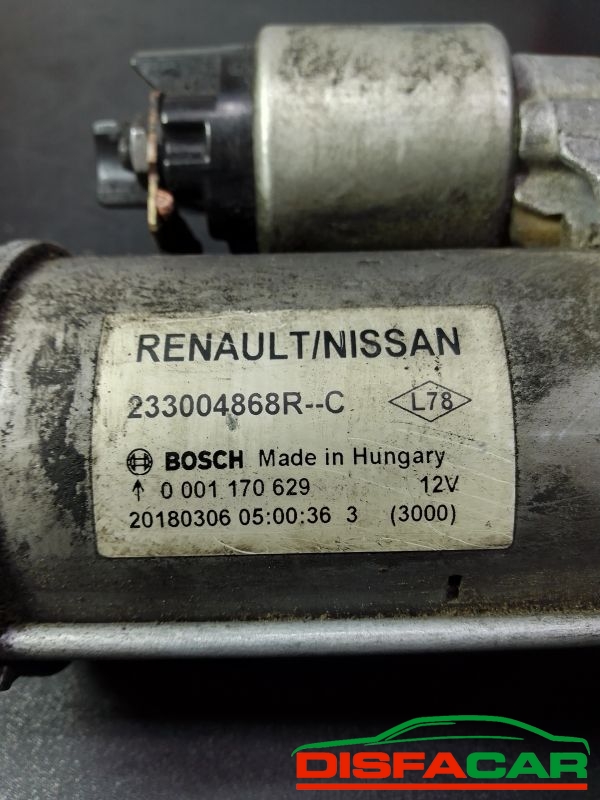 RENAULT/NISSAN
233004868R--C L78
BOSCH Made in Hungary
0 001 170 629 12V
20180306 05:00:36 3 (3000)
DISFACAR